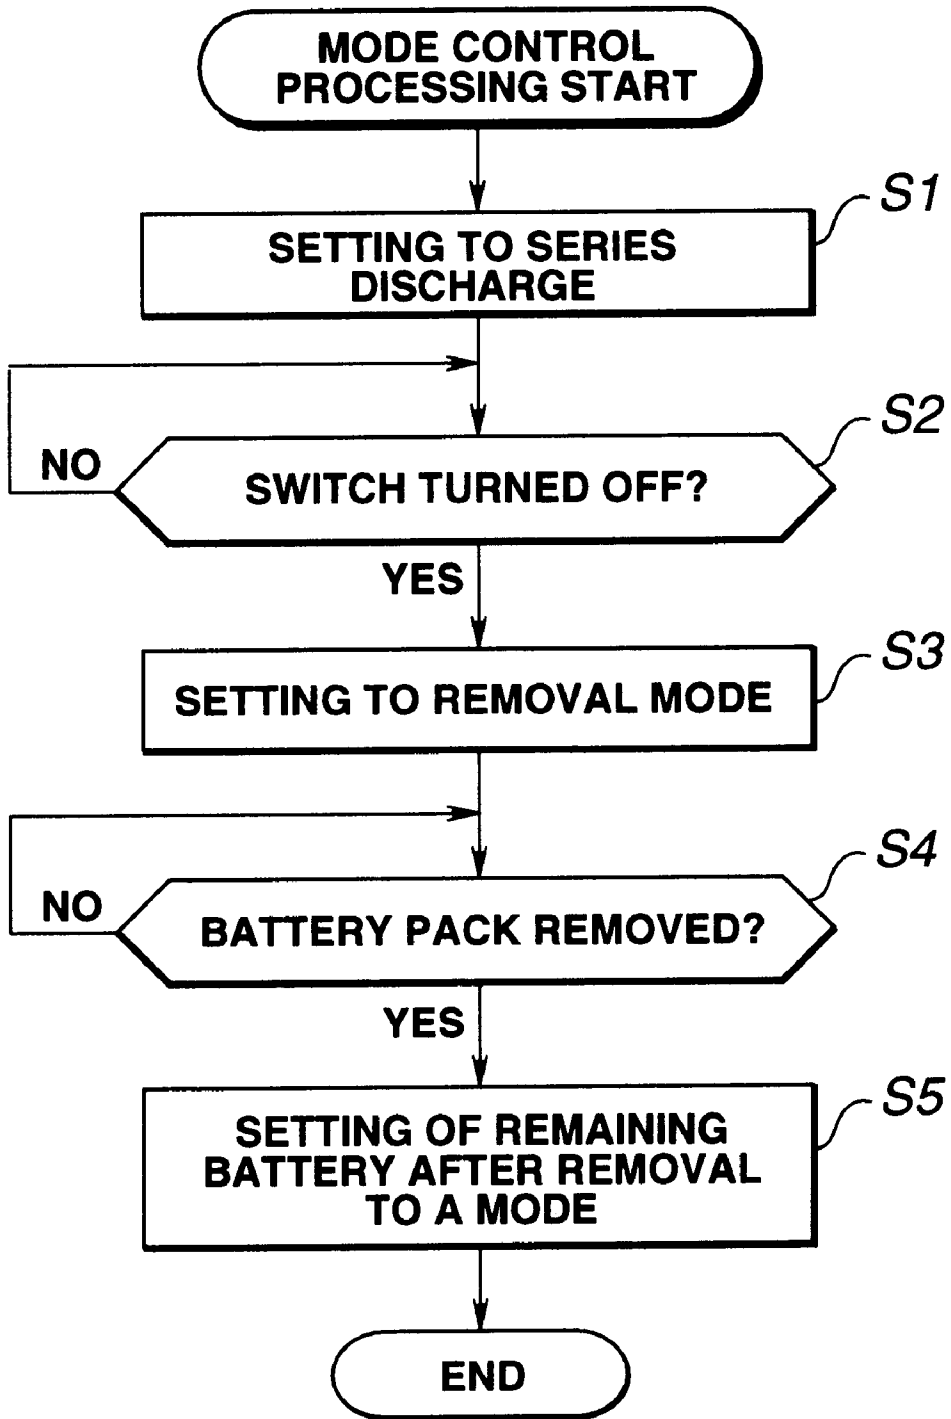 MODE CONTROL
PROCESSING START
S1
SETTING TO SERIES
DISCHARGE
S2
NO
SWITCH TURNED OFF?
YES
S3
SETTING TO REMOVAL MODE
S4
NO
BATTERY PACK REMOVED?
YES
S5
SETTING OF REMAINING
BATTERY AFTER REMOVAL
TO A MODE
END